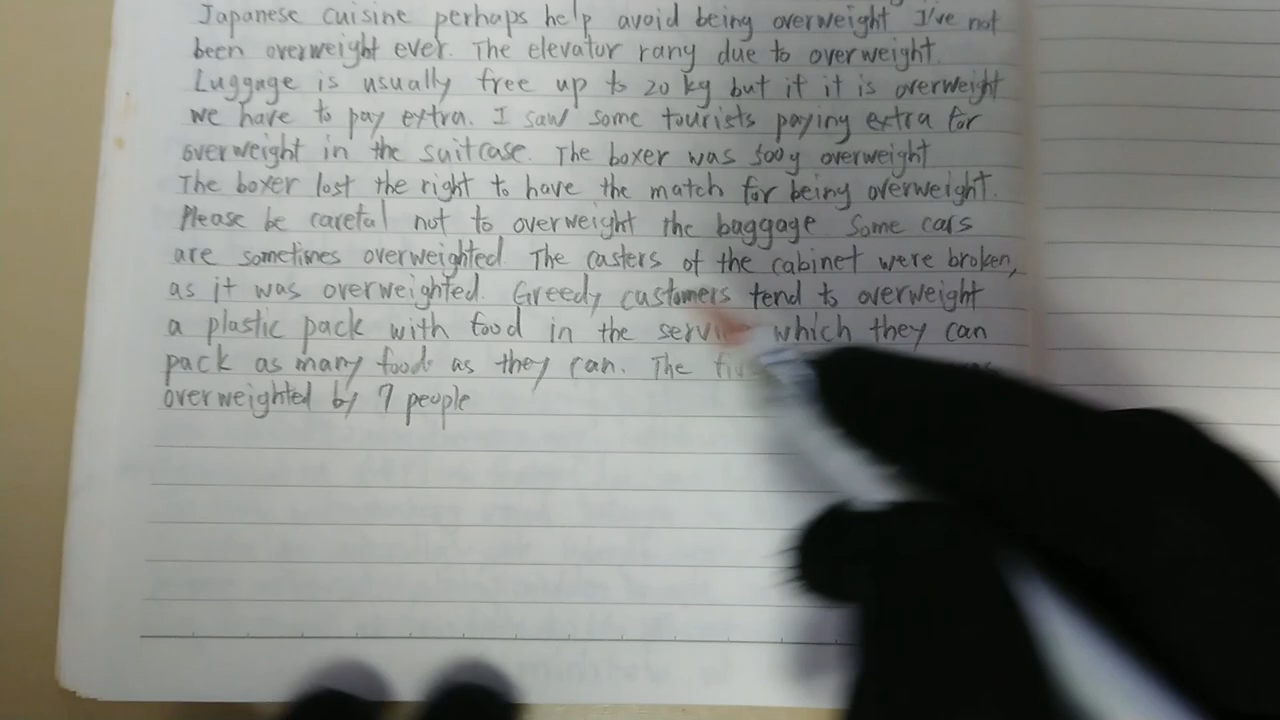 Japanese cuisine perhaps help avoid being overweight I've not
been overweight ever. The elevator rang due to overweight.
Luggage is usually free up to 20 kg but it it is overweight
we have to pay extra. I saw some tourists paying extra for
overweight in the suitcase. The boxer was 500g overweight
The boxer lost the right to have the match for being overweight.
Please be careful not to overweight the baggage Some cars
are sometimes overweighted. The casters of the cabinet were broken,
as it was overweighted. Greedy customers tend to overweight
a plastic pack with food in the which they can
pack as many foods as they can. The
overweighted by 7 people